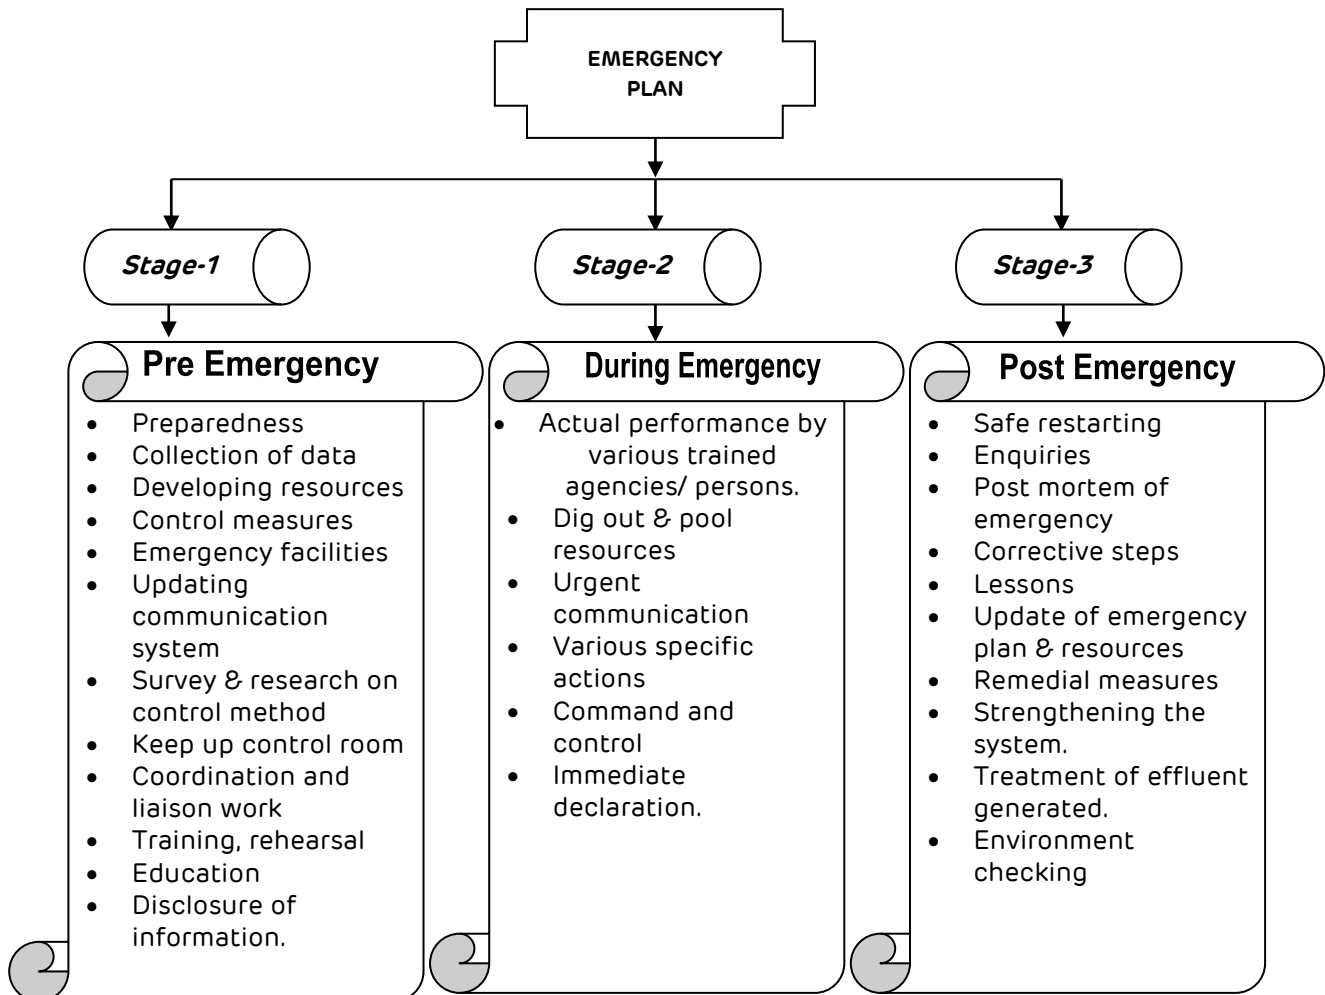 EMERGENCY
PLAN
Stage-1
Stage-2
Stage-3
Pre Emergency
• Preparedness
• Collection of data
• Developing resources
• Control measures
• Emergency facilities
• Updating
communication
system
• Survey & research on
control method
• Keep up control room
• Coordination and
liaison work
• Training, rehearsal
• Education
• Disclosure of
information.
During Emergency
• Actual performance by
various trained
agencies/ persons.
• Dig out & pool
resources
• Urgent
communication
• Various specific
actions
• Command and
control
• Immediate
declaration.
Post Emergency
• Safe restarting
• Enquiries
• Post mortem of
emergency
• Corrective steps
• Lessons
• Update of emergency
plan & resources
• Remedial measures
• Strengthening the
system.
• Treatment of effluent
generated.
• Environment
checking